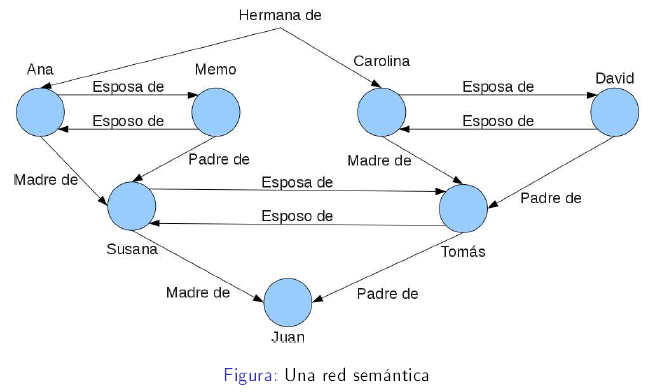 Hermana de
Ana
Memo
Carolina
David
Esposa de
Esposo de
Esposa de
Esposo de
Madre de
Padre de
Madre de
Padre de
Esposa de
Esposo de
Susana
Tomás
Madre de
Padre de
Juan
Figura: Una red semántica